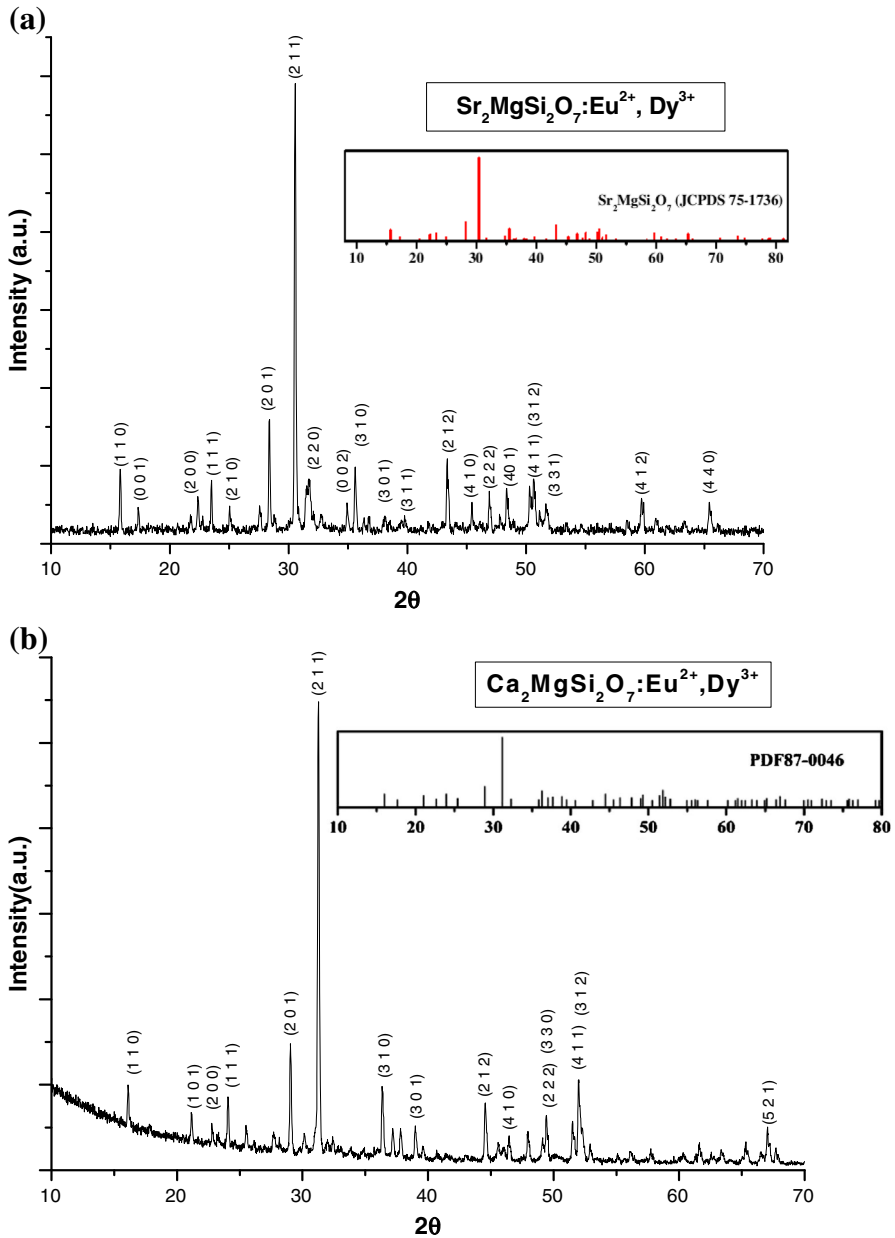 (a)
Sr₂MgSi₂O₇:Eu²⁺, Dy³⁺
Sr₂MgSi₂O₇ (JCPDS 75-1736)
10 20 30 40 50 60 70 80
Intensity (a.u.)
(1 1 0)
(0 0 1)
(2 0 0)
(1 1 1)
(2 1 0)
(2 0 1)
(2 1 1)
(2 2 0)
(0 0 2)
(3 1 0)
(3 0 1)
(3 1 1)
(2 1 2)
(4 1 0)
(2 2 2)
(40 1)
(4 1 1)
(3 1 2)
(3 3 1)
(4 1 2)
(4 4 0)
10 20 30 40 50 60 70
2θ
(b)
Ca₂MgSi₂O₇:Eu²⁺,Dy³⁺
PDF87-0046
10 20 30 40 50 60 70 80
Intensity(a.u.)
(1 1 0)
(1 0 1)
(2 0 0)
(1 1 1)
(2 0 1)
(2 1 1)
(3 1 0)
(3 0 1)
(2 1 2)
(4 1 0)
(2 2 2)
(3 3 0)
(4 1 1)
(3 1 2)
(5 2 1)
10 20 30 40 50 60 70
2θ